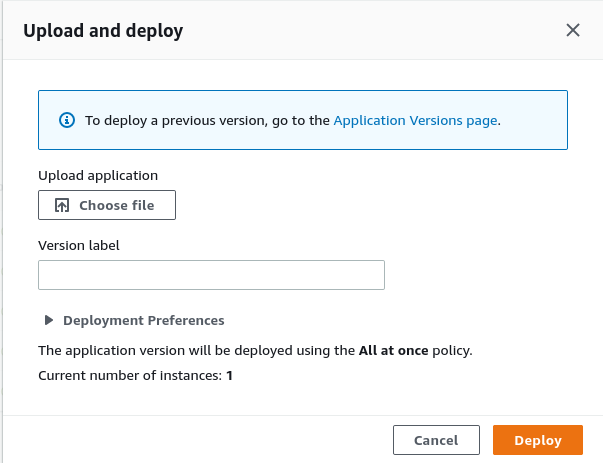 Upload and deploy
To deploy a previous version, go to the Application Versions page.
Upload application
Choose file
Version label
Deployment Preferences
The application version will be deployed using the All at once policy.
Current number of instances: 1
Cancel
Deploy